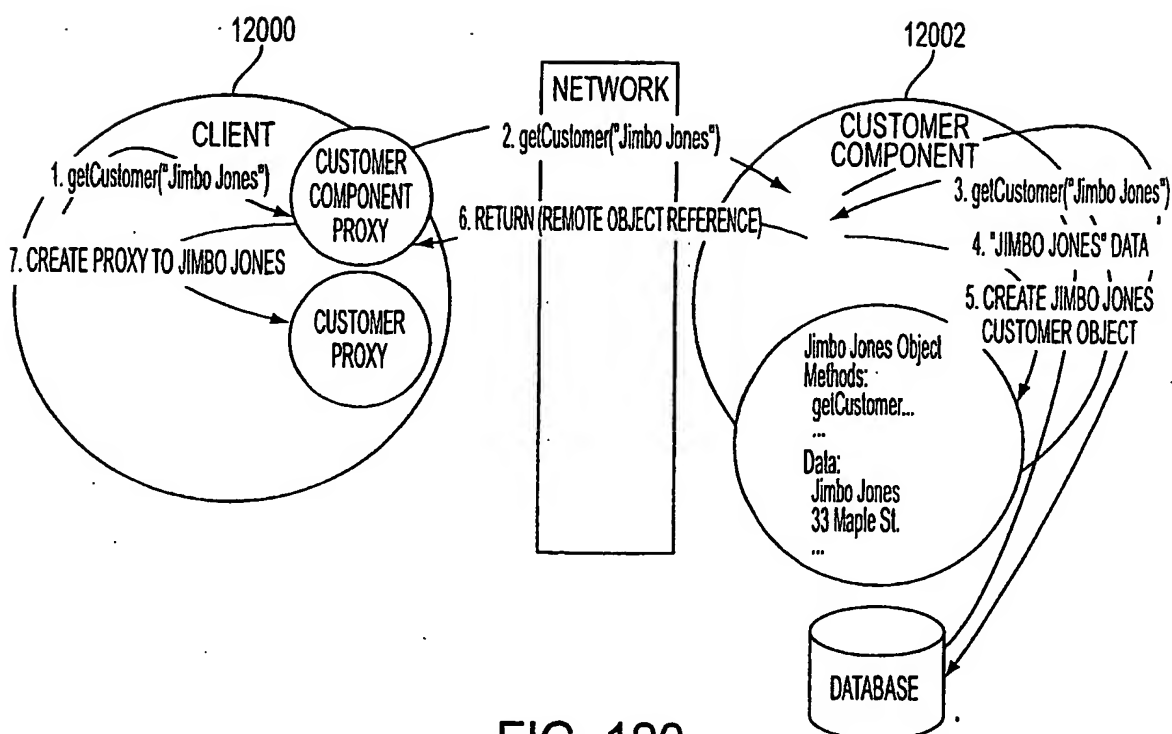 12000
12002
NETWORK
CLIENT
1. getCustomer("Jimbo Jones")
CUSTOMER
COMPONENT
PROXY
2. getCustomer("Jimbo Jones")
CUSTOMER
COMPONENT
3. getCustomer("Jimbo Jones")
6. RETURN (REMOTE OBJECT REFERENCE)
4. "JIMBO JONES" DATA
7. CREATE PROXY TO JIMBO JONES
5. CREATE JIMBO JONES
CUSTOMER OBJECT
CUSTOMER
PROXY
Jimbo Jones Object
Methods:
getCustomer...
...
Data:
Jimbo Jones
33 Maple St.
...
DATABASE